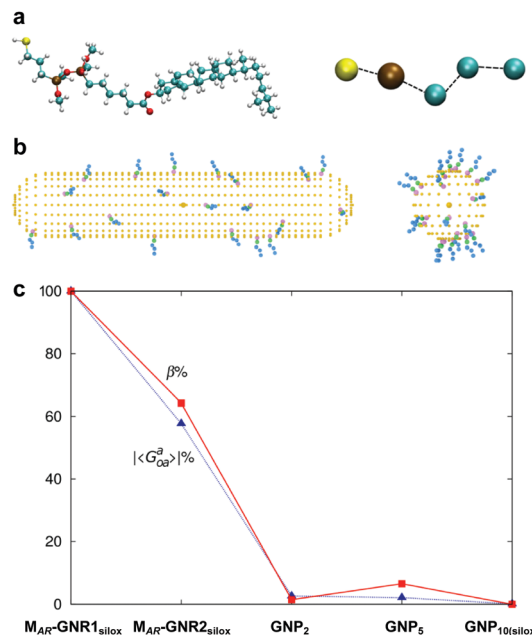 a
b
c
100
80
60
40
20
0
β%
|<G^a_oa>|%
M_AR-GNR1_silox
M_AR-GNR2_silox
GNP_2
GNP_5
GNP_10(silox